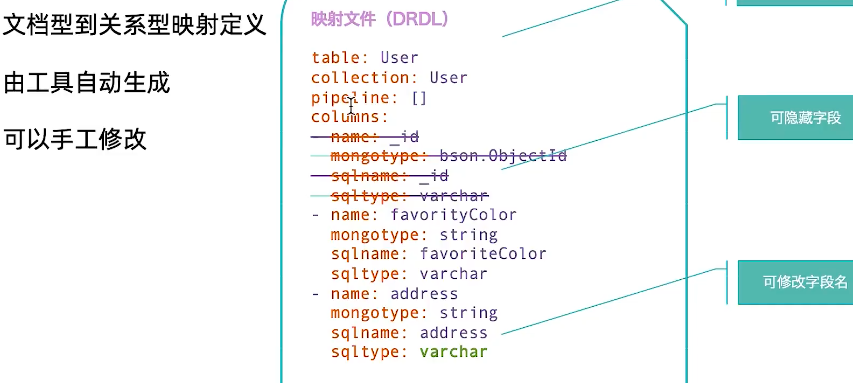 文档型到关系型映射定义
由工具自动生成
可以手工修改
映射文件（DRDL）
table: User
collection: User
pipeline: []
columns:
- name: _id
  mongotype: bson.ObjectId
  sqlname: _id
  sqltype: varchar
- name: favorityColor
  mongotype: string
  sqlname: favoriteColor
  sqltype: varchar
- name: address
  mongotype: string
  sqlname: address
  sqltype: varchar
可隐藏字段
可修改字段名